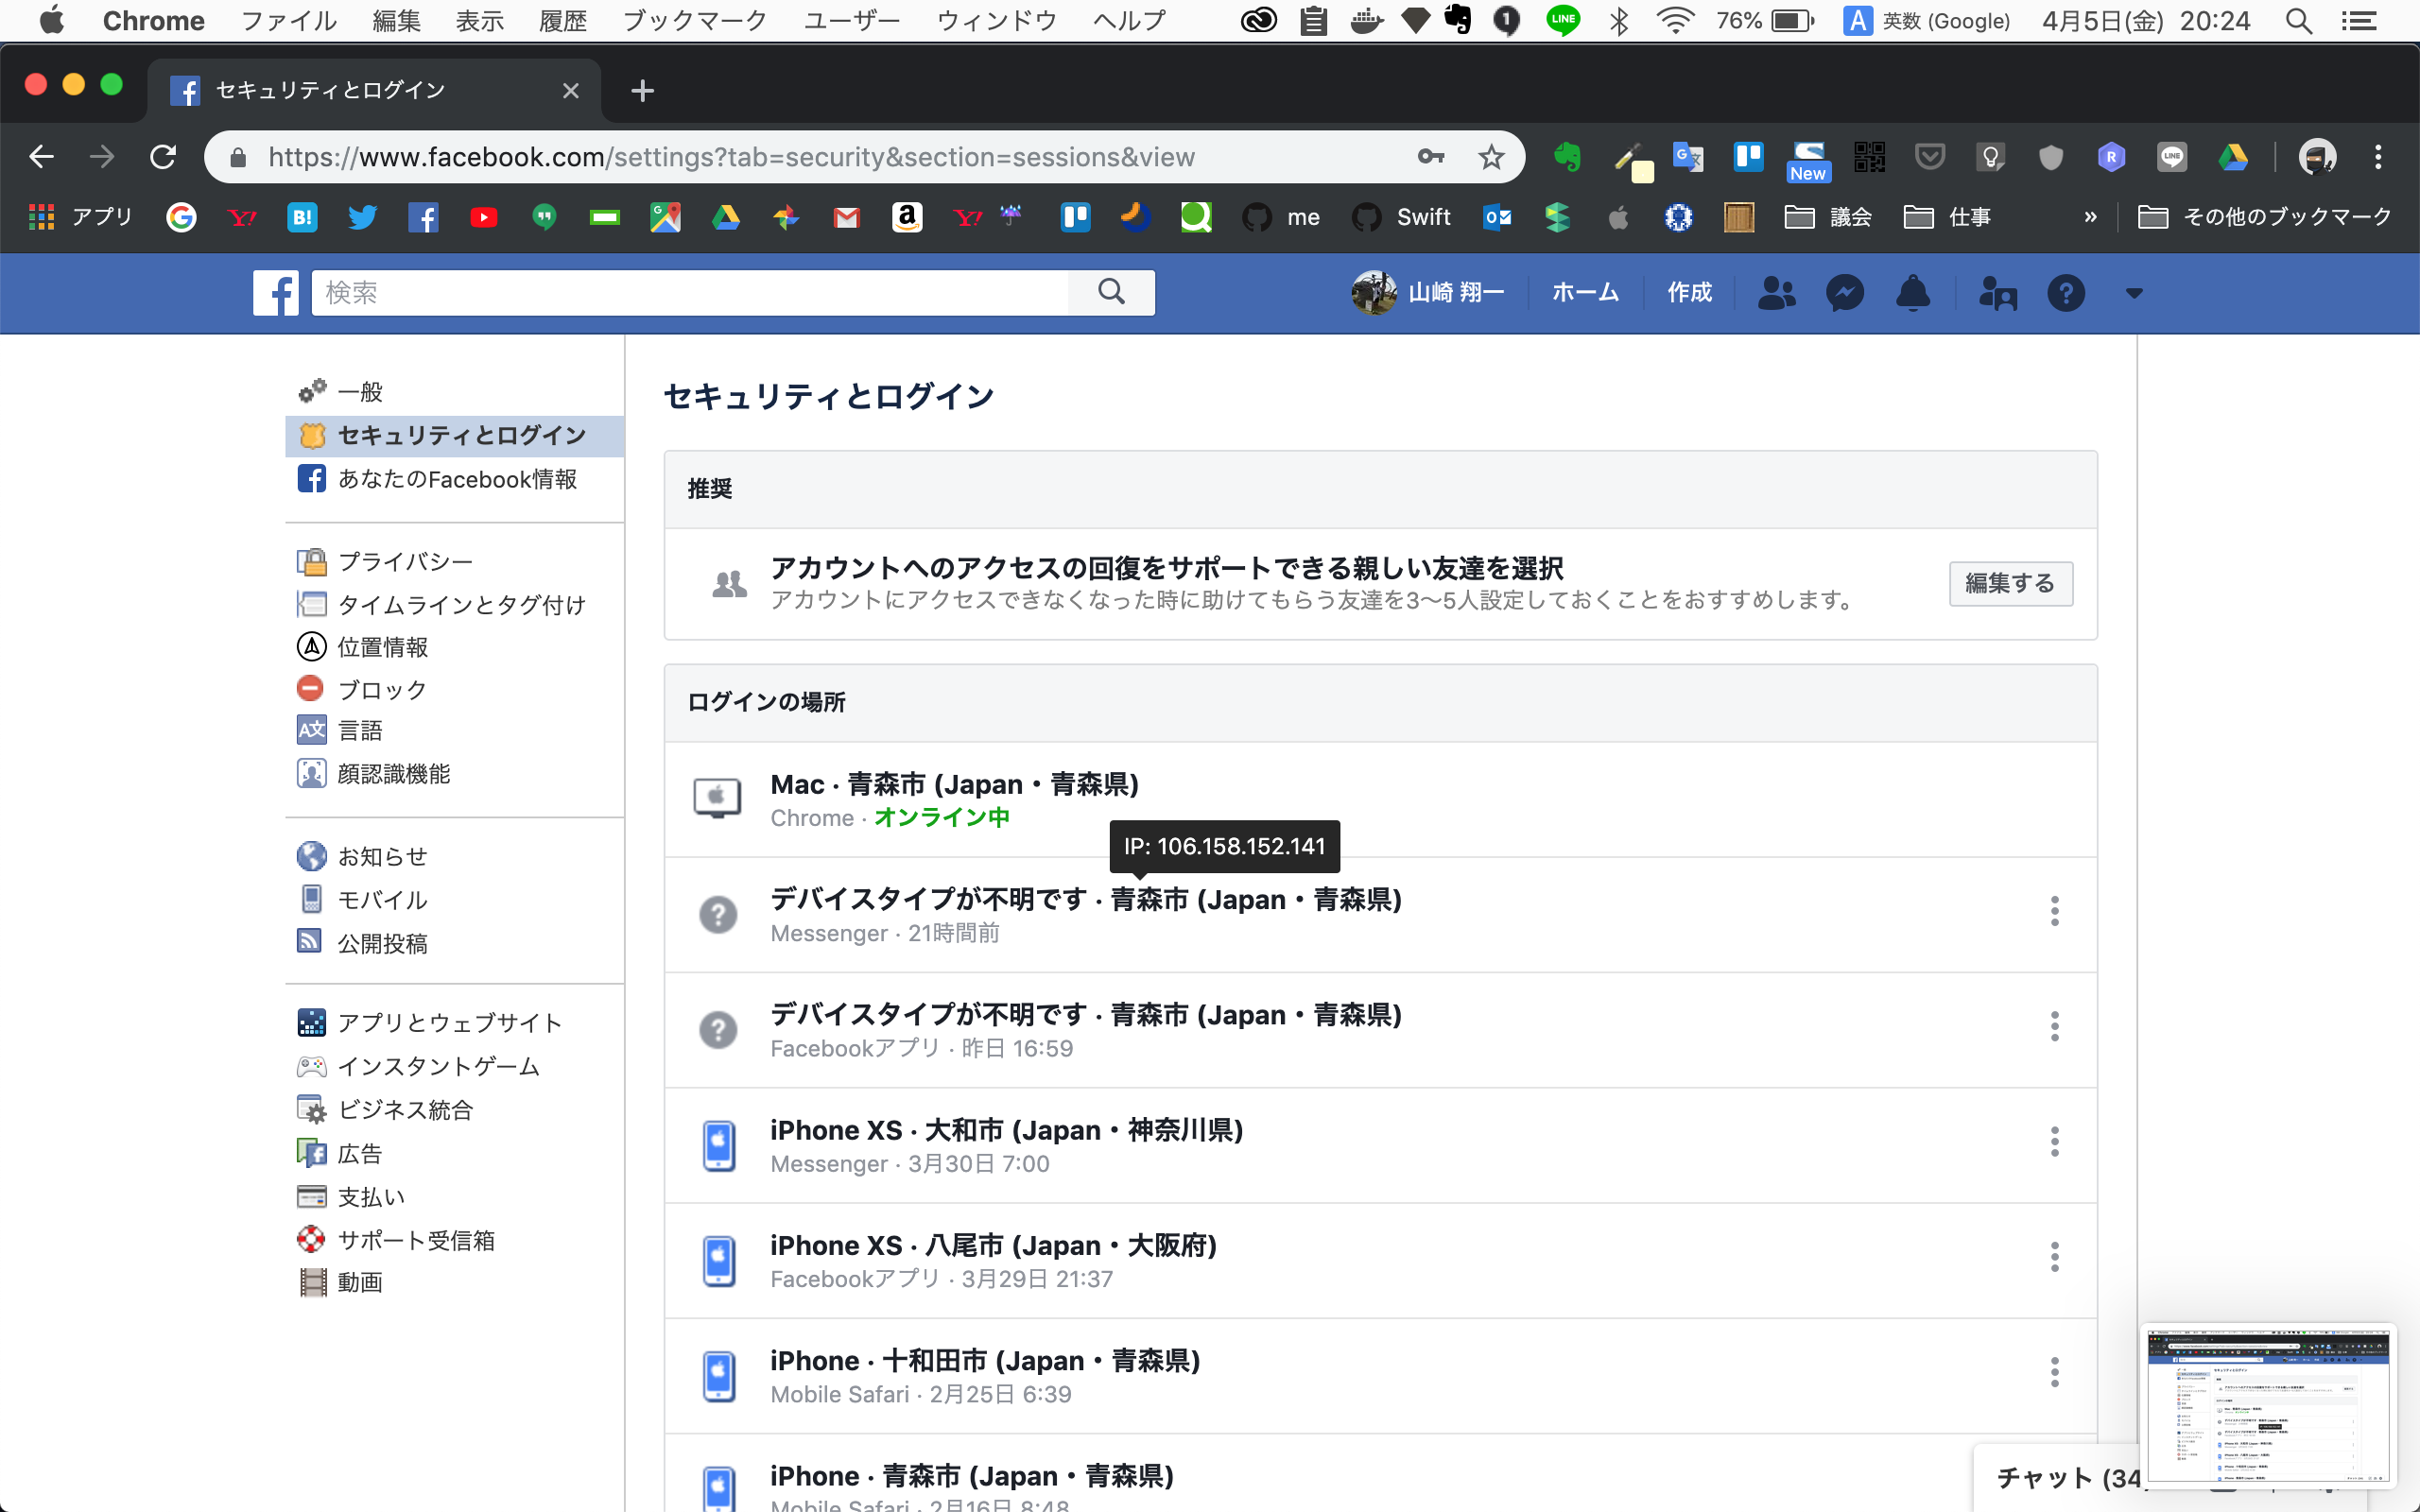 Chrome ファイル 編集 表示 履歴 ブックマーク ユーザー ウィンドウ ヘルプ 1 LINE 76% A 英数 (Google) 4月5日(金) 20:24
セキュリティとログイン
https://www.facebook.com/settings?tab=security&section=sessions&view New
アプリ me Swift 議会 仕事 » その他のブックマーク
検索 山崎 翔一 ホーム 作成
一般
セキュリティとログイン
あなたのFacebook情報
プライバシー
タイムラインとタグ付け
位置情報
ブロック
言語
顔認識機能
お知らせ
モバイル
公開投稿
アプリとウェブサイト
インスタントゲーム
ビジネス統合
広告
支払い
サポート受信箱
動画
セキュリティとログイン
推奨
アカウントへのアクセスの回復をサポートできる親しい友達を選択
アカウントにアクセスできなくなった時に助けてもらう友達を3〜5人設定しておくことをおすすめします。
編集する
ログインの場所
Mac · 青森市 (Japan・青森県)
Chrome · オンライン中
IP: 106.158.152.141
デバイスタイプが不明です · 青森市 (Japan・青森県)
Messenger · 21時間前
デバイスタイプが不明です · 青森市 (Japan・青森県)
Facebookアプリ · 昨日 16:59
iPhone XS · 大和市 (Japan・神奈川県)
Messenger · 3月30日 7:00
iPhone XS · 八尾市 (Japan・大阪府)
Facebookアプリ · 3月29日 21:37
iPhone · 十和田市 (Japan・青森県)
Mobile Safari · 2月25日 6:39
iPhone · 青森市 (Japan・青森県)
Mobile Safari · 2月16日 8:48
チャット (34